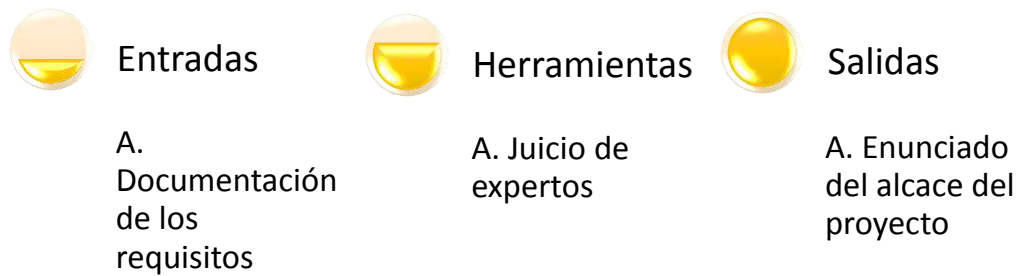 Entradas
A.
Documentación
de los
requisitos
Herramientas
A. Juicio de
expertos
Salidas
A. Enunciado
del alcace del
proyecto